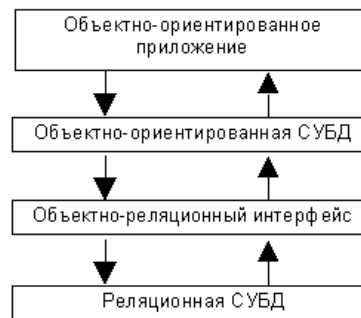 Объектно-ориентированное
приложение
Объектно-ориентированная СУБД
Объектно-реляционный интерфейс
Реляционная СУБД